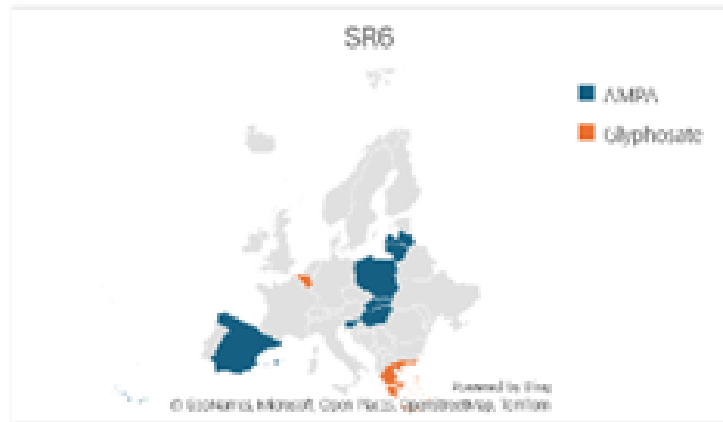 SR6
AMPA
Glyphosate
Powered by Bing
© GeoNames, Microsoft, Open Places, OpenStreetMap, TomTom